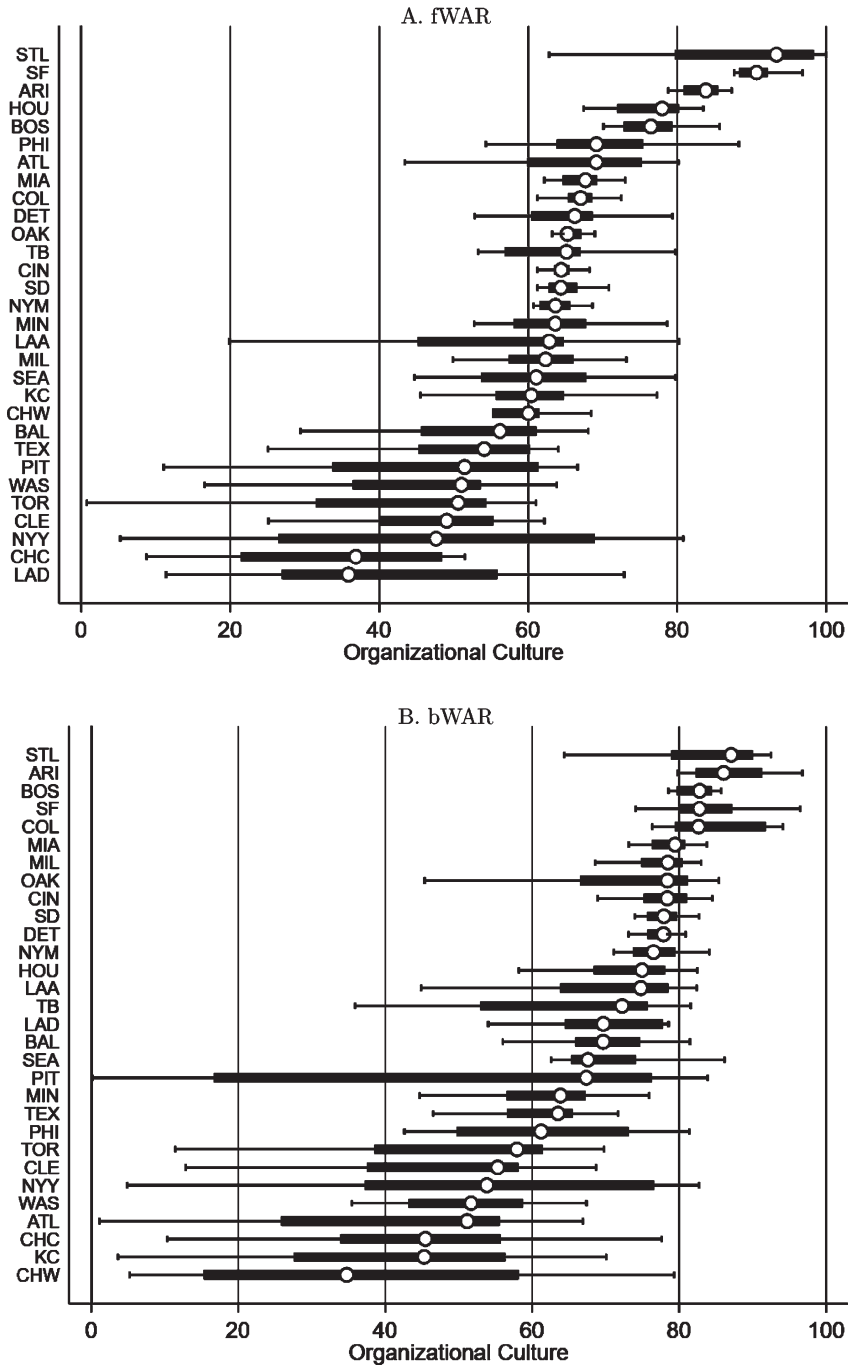 A. fWAR
STL
SF
ARI
HOU
BOS
PHI
ATL
MIA
COL
DET
OAK
TB
CIN
SD
NYM
MIN
LAA
MIL
SEA
KC
CHW
BAL
TEX
PIT
WAS
TOR
CLE
NYY
CHC
LAD
0 20 40 60 80 100
Organizational Culture
B. bWAR
STL
ARI
BOS
SF
COL
MIA
MIL
OAK
CIN
SD
DET
NYM
HOU
LAA
TB
LAD
BAL
SEA
PIT
MIN
TEX
PHI
TOR
CLE
NYY
WAS
ATL
CHC
KC
CHW
0 20 40 60 80 100
Organizational Culture